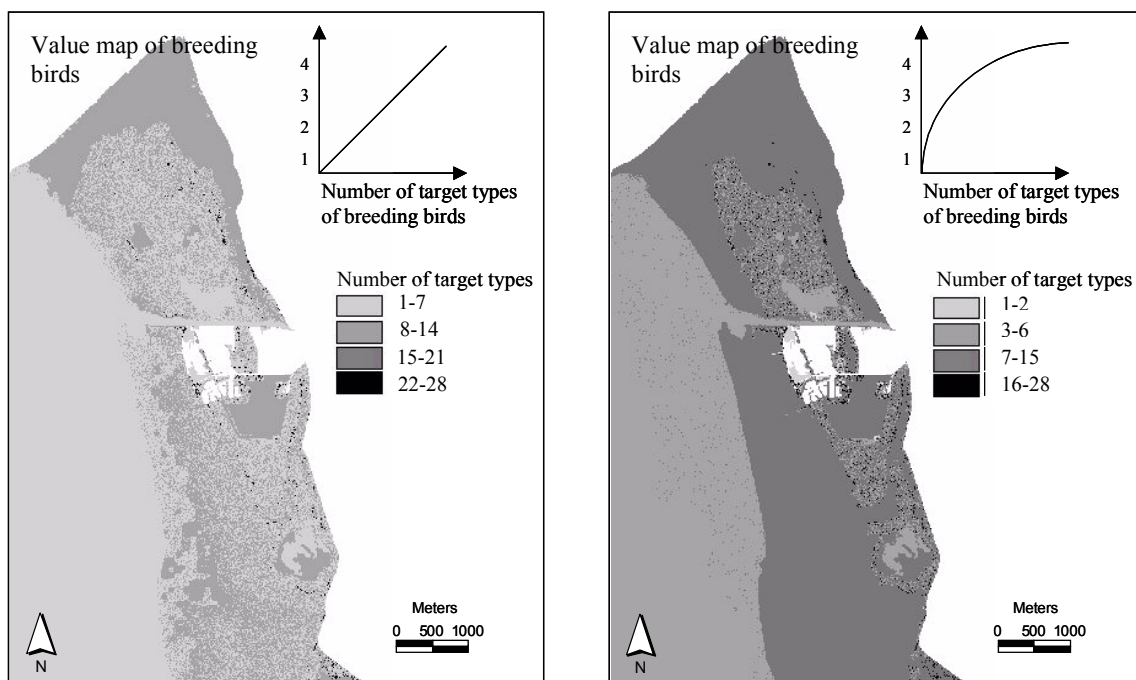 Value map of breeding
birds
4
3
2
1
Number of target types
of breeding birds
Number of target types
1-7
8-14
15-21
22-28
Meters
0 500 1000
N
Value map of breeding
birds
4
3
2
1
Number of target types
of breeding birds
Number of target types
1-2
3-6
7-15
16-28
Meters
0 500 1000
N